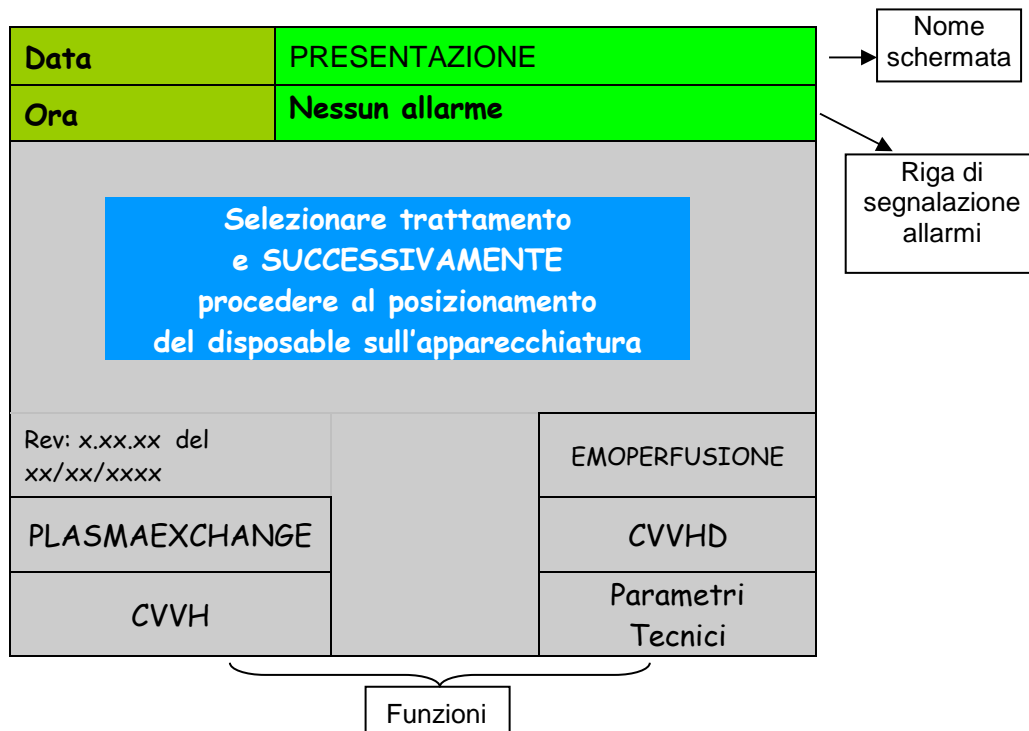 Data
PRESENTAZIONE
Nome
schermata
Ora
Nessun allarme
Riga di
segnalazione
allarmi
Selezionare trattamento
e SUCCESSIVAMENTE
procedere al posizionamento
del disposable sull'apparecchiatura
Rev: x.xx.xx del
xx/xx/xxxx
EMOPERFUSIONE
PLASMAEXCHANGE
CVVHD
CVVH
Parametri
Tecnici
Funzioni